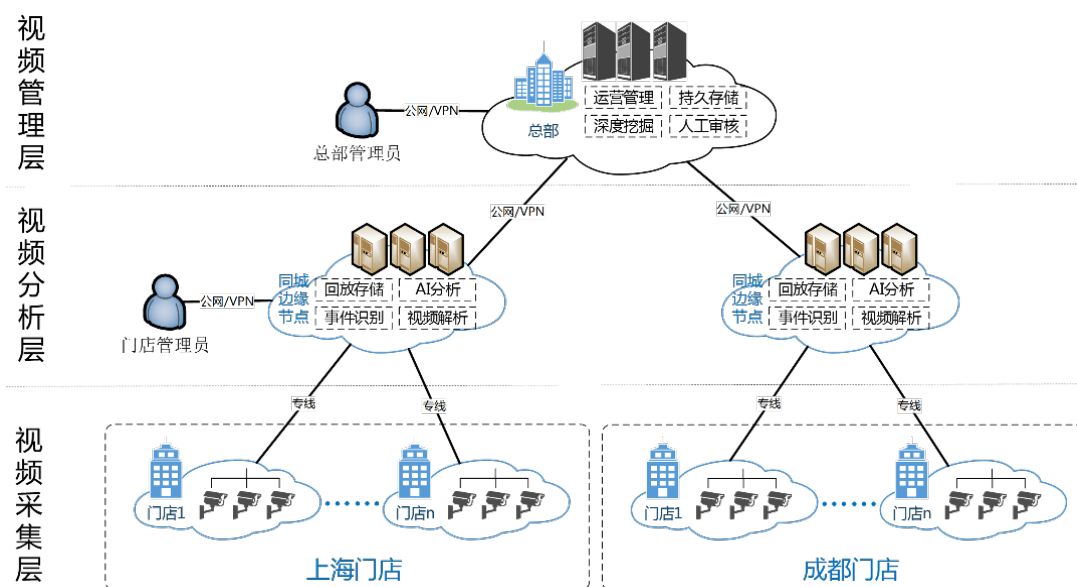 视频管理层
总部
运营管理
持久存储
深度挖掘
人工审核
公网/VPN
总部管理员
公网/VPN
公网/VPN
视频分析层
同城
边缘
节点
回放存储
AI分析
事件识别
视频解析
公网/VPN
门店管理员
同城
边缘
节点
回放存储
AI分析
事件识别
视频解析
专线
专线
专线
专线
视频采集层
门店1
门店n
上海门店
门店1
门店n
成都门店